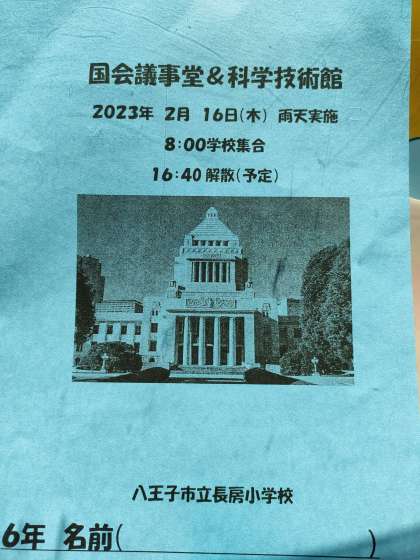 国会議事堂&科学技術館
2023年 2月 16日(木) 雨天実施
8:00学校集合
16:40 解散(予定)
八王子市立長房小学校
6年 名前( )